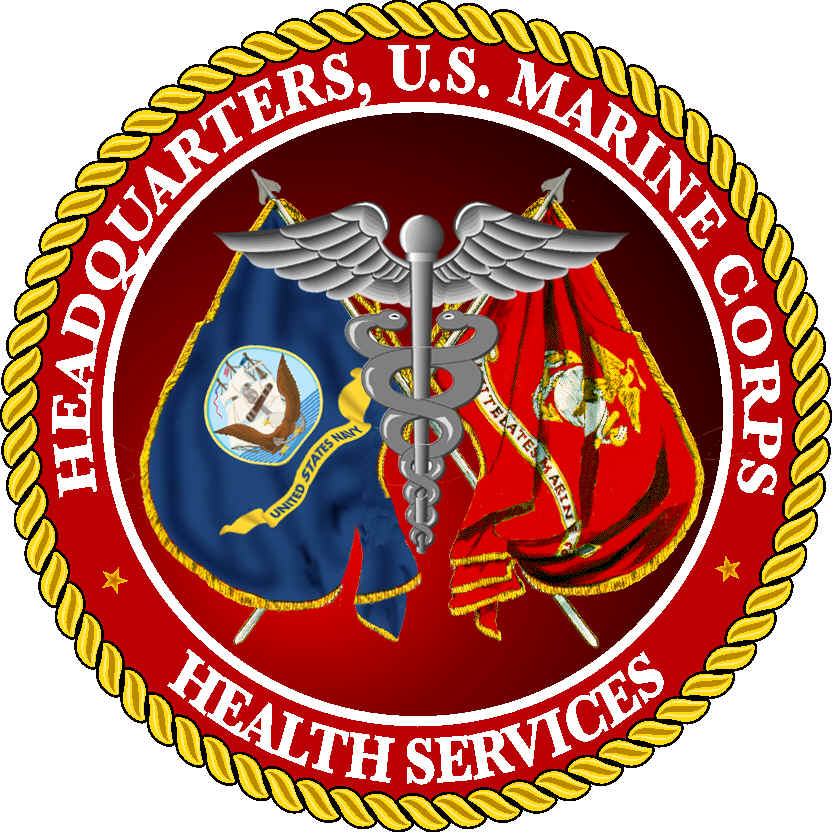 HEADQUARTERS, U.S. MARINE CORPS
UNITED STATES NAVY
HEALTH SERVICES